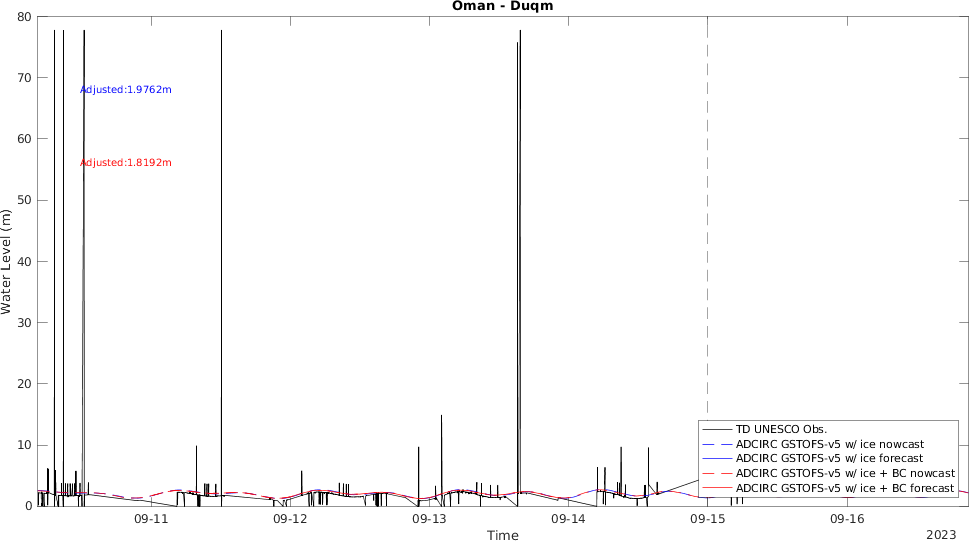 Oman - Duqm
80
70
60
50
40
30
20
10
0
Water Level (m)
Adjusted:1.9762m
Adjusted:1.8192m
TD UNESCO Obs.
ADCIRC GSTOFS-v5 w/ ice nowcast
ADCIRC GSTOFS-v5 w/ ice forecast
ADCIRC GSTOFS-v5 w/ ice + BC nowcast
ADCIRC GSTOFS-v5 w/ ice + BC forecast
09-11
09-12
09-13
09-14
09-15
09-16
Time
2023